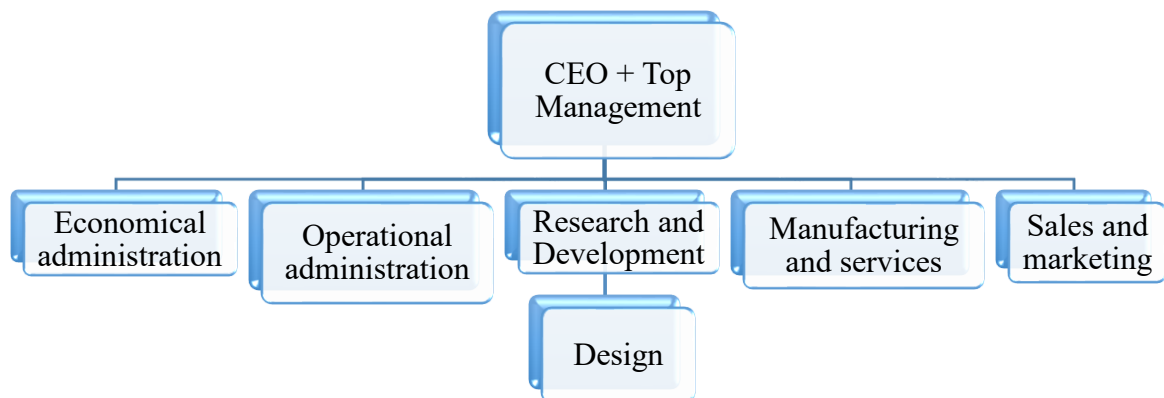 CEO + Top
Management
Economical
administration
Operational
administration
Research and
Development
Manufacturing
and services
Sales and
marketing
Design